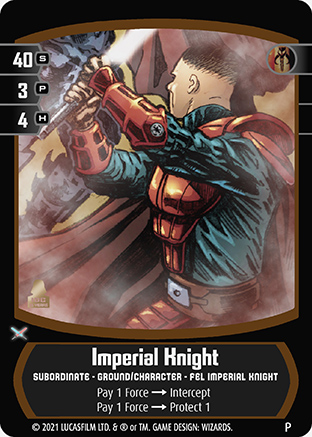 40 S
3 P
4 H
Imperial Knight
SUBORDINATE - GROUND/CHARACTER - FEL IMPERIAL KNIGHT
Pay 1 Force → Intercept
Pay 1 Force → Protect 1
© 2021 LUCASFILM LTD. & ® or TM. GAME DESIGN: WIZARDS.
P